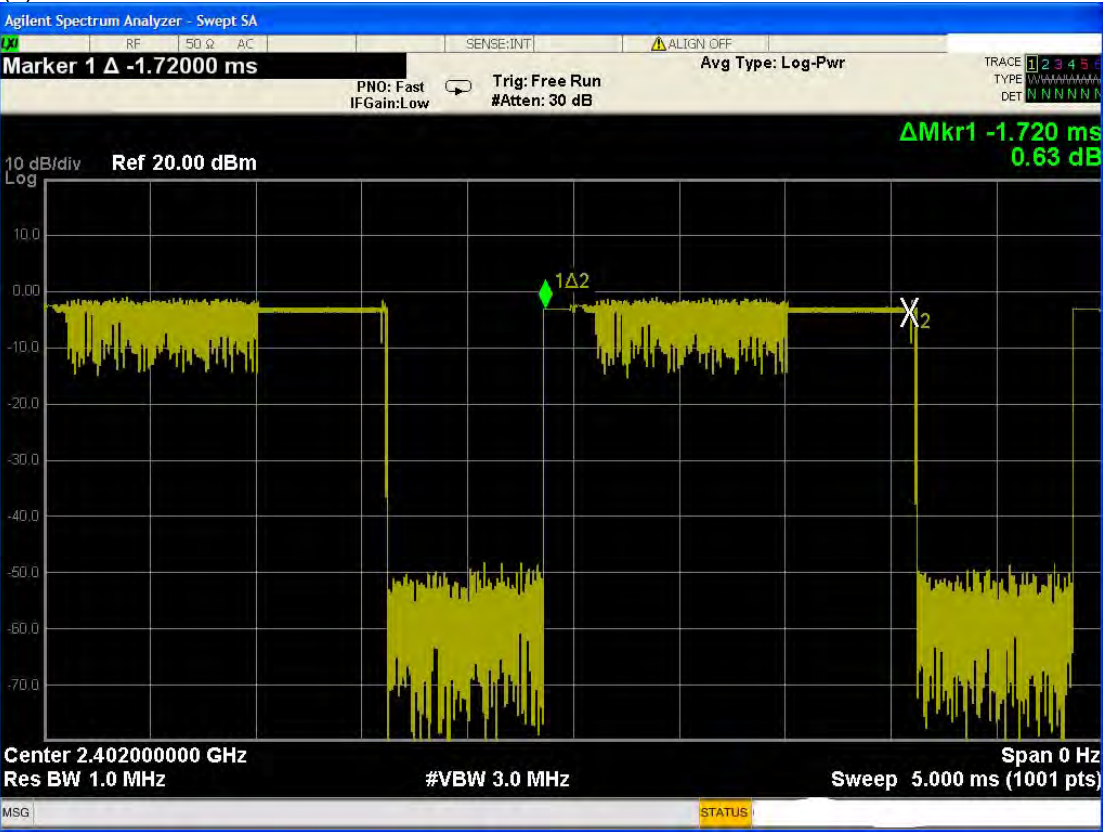 Agilent Spectrum Analyzer - Swept SA
LXI RF 50 Ω AC SENSE:INT ALIGN OFF
Marker 1 Δ -1.72000 ms
PNO: Fast
IFGain:Low
Trig: Free Run
#Atten: 30 dB
Avg Type: Log-Pwr
TRACE 1 2 3 4 5 6
TYPE
DET N N N N N N
ΔMkr1 -1.720 ms
0.63 dB
10 dB/div Ref 20.00 dBm
Log
10.0
0.00
1Δ2
2
-10.0
-20.0
-30.0
-40.0
-50.0
-60.0
-70.0
Center 2.402000000 GHz Span 0 Hz
Res BW 1.0 MHz #VBW 3.0 MHz Sweep 5.000 ms (1001 pts)
MSG STATUS